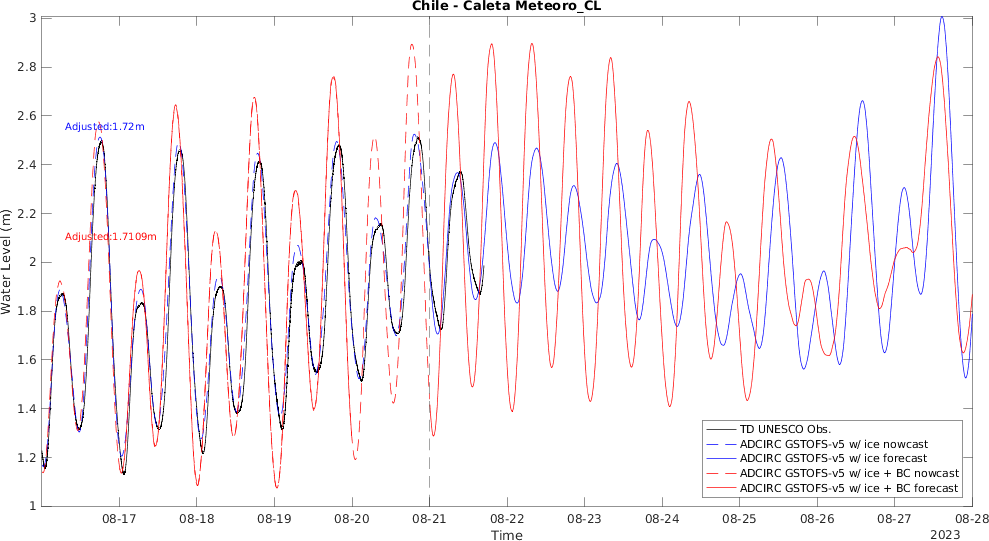 Chile - Caleta Meteoro_CL
3
2.8
2.6
2.4
2.2
2
1.8
1.6
1.4
1.2
1
Water Level (m)
Adjusted:1.72m
Adjusted:1.7109m
TD UNESCO Obs.
ADCIRC GSTOFS-v5 w/ ice nowcast
ADCIRC GSTOFS-v5 w/ ice forecast
ADCIRC GSTOFS-v5 w/ ice + BC nowcast
ADCIRC GSTOFS-v5 w/ ice + BC forecast
08-17 08-18 08-19 08-20 08-21 08-22 08-23 08-24 08-25 08-26 08-27 08-28
Time
2023